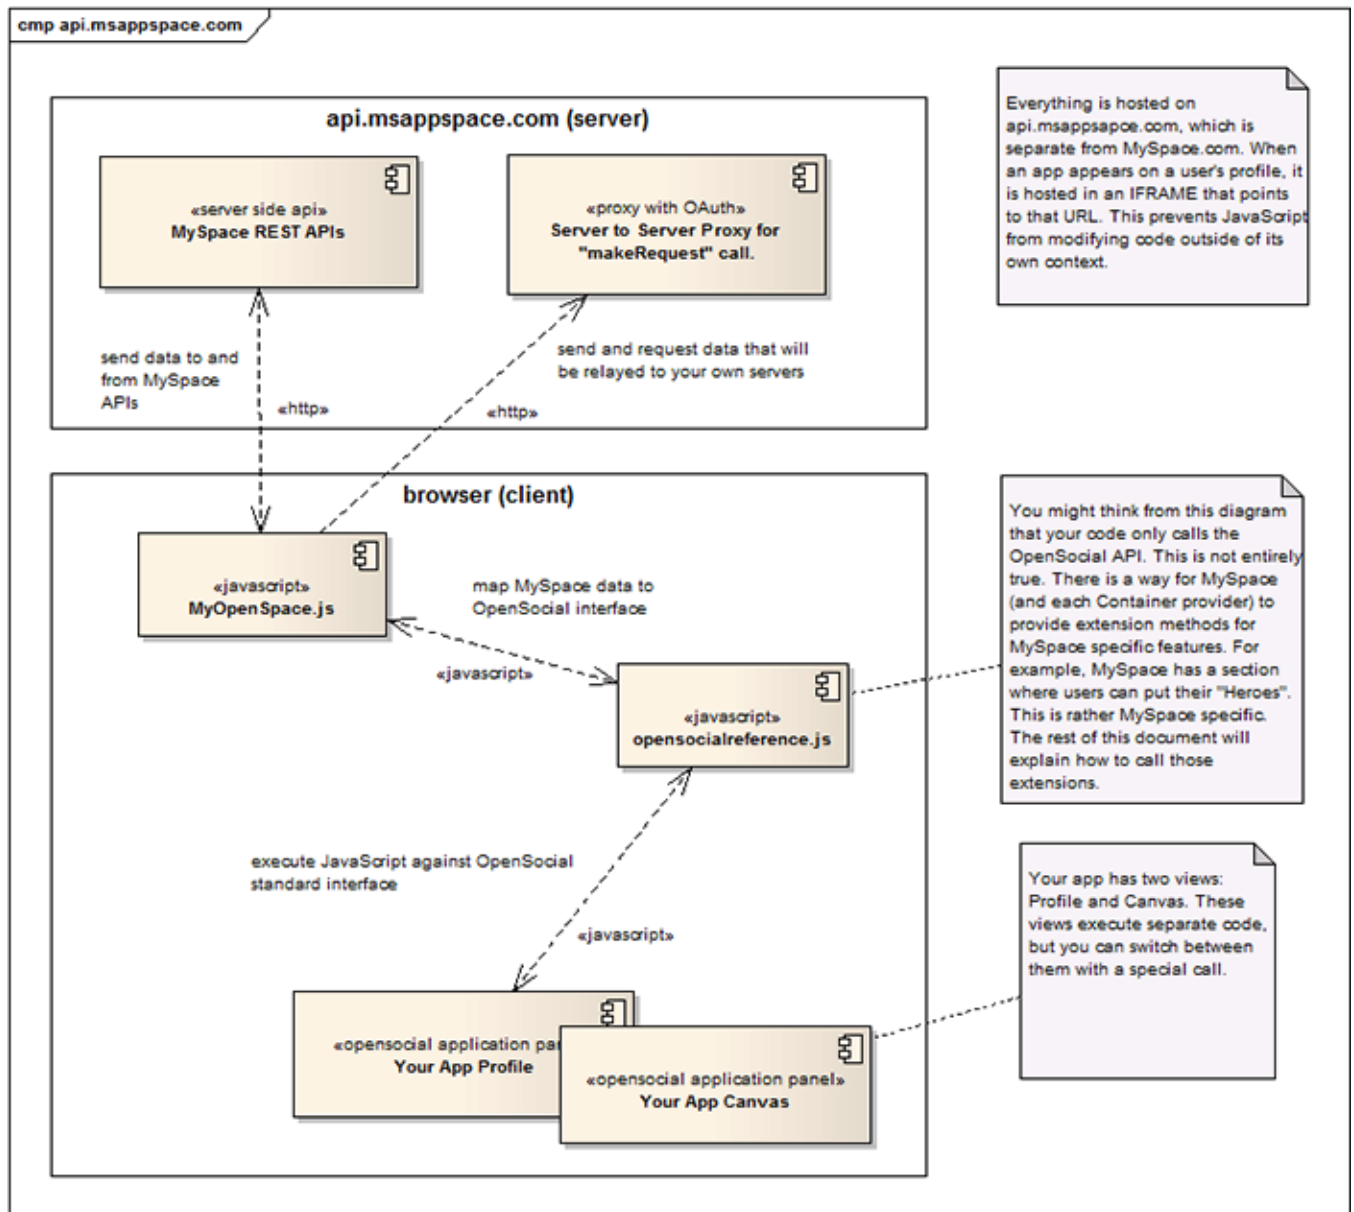 cmp api.msappspace.com
api.msappspace.com (server)
«server side api»
MySpace REST APIs
«proxy with OAuth»
Server to Server Proxy for
"makeRequest" call.
send data to and
from MySpace
APIs
«http»
send and request data that will
be relayed to your own servers
«http»
Everything is hosted on
api.msappsapce.com, which is
separate from MySpace.com. When
an app appears on a user's profile, it
is hosted in an IFRAME that points
to that URL. This prevents JavaScript
from modifying code outside of its
own context.
browser (client)
«javascript»
MyOpenSpace.js
map MySpace data to
OpenSocial interface
«javascript»
«javascript»
opensocialreference.js
You might think from this diagram
that your code only calls the
OpenSocial API. This is not entirely
true. There is a way for MySpace
(and each Container provider) to
provide extension methods for
MySpace specific features. For
example, MySpace has a section
where users can put their "Heroes".
This is rather MySpace specific.
The rest of this document will
explain how to call those
extensions.
execute JavaScript against OpenSocial
standard interface
«javascript»
Your app has two views:
Profile and Canvas. These
views execute separate code,
but you can switch between
them with a special call.
«opensocial application pan
Your App Profile
«opensocial application panel»
Your App Canvas